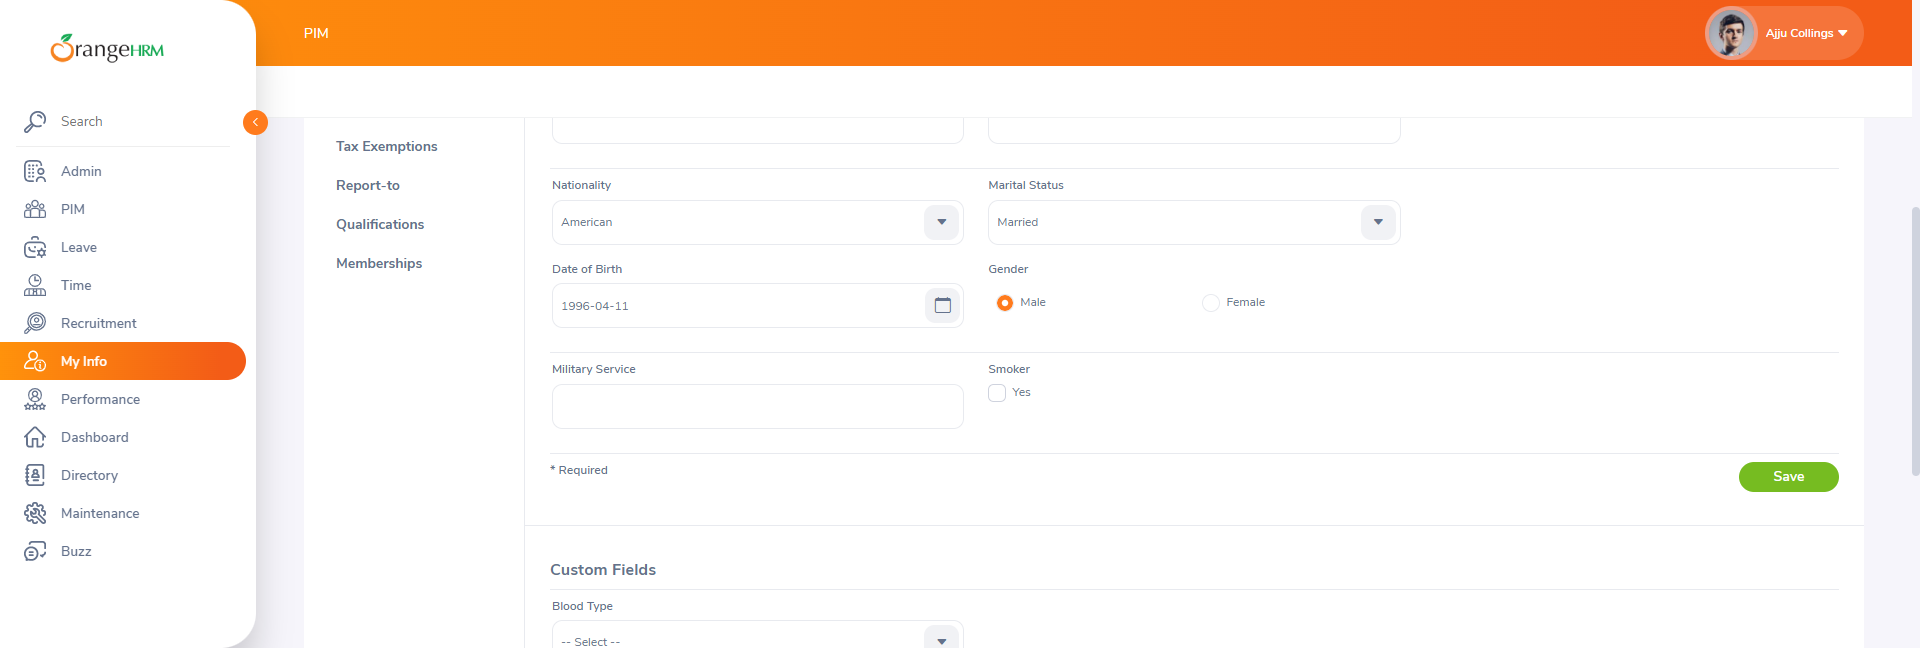 OrangeHRM
PIM
Ajju Collings
Search
Admin
PIM
Leave
Time
Recruitment
My Info
Performance
Dashboard
Directory
Maintenance
Buzz
Tax Exemptions
Report-to
Qualifications
Memberships
Nationality
Marital Status
American
Married
Date of Birth
Gender
1996-04-11
Male
Female
Military Service
Smoker
Yes
* Required
Save
Custom Fields
Blood Type
-- Select --